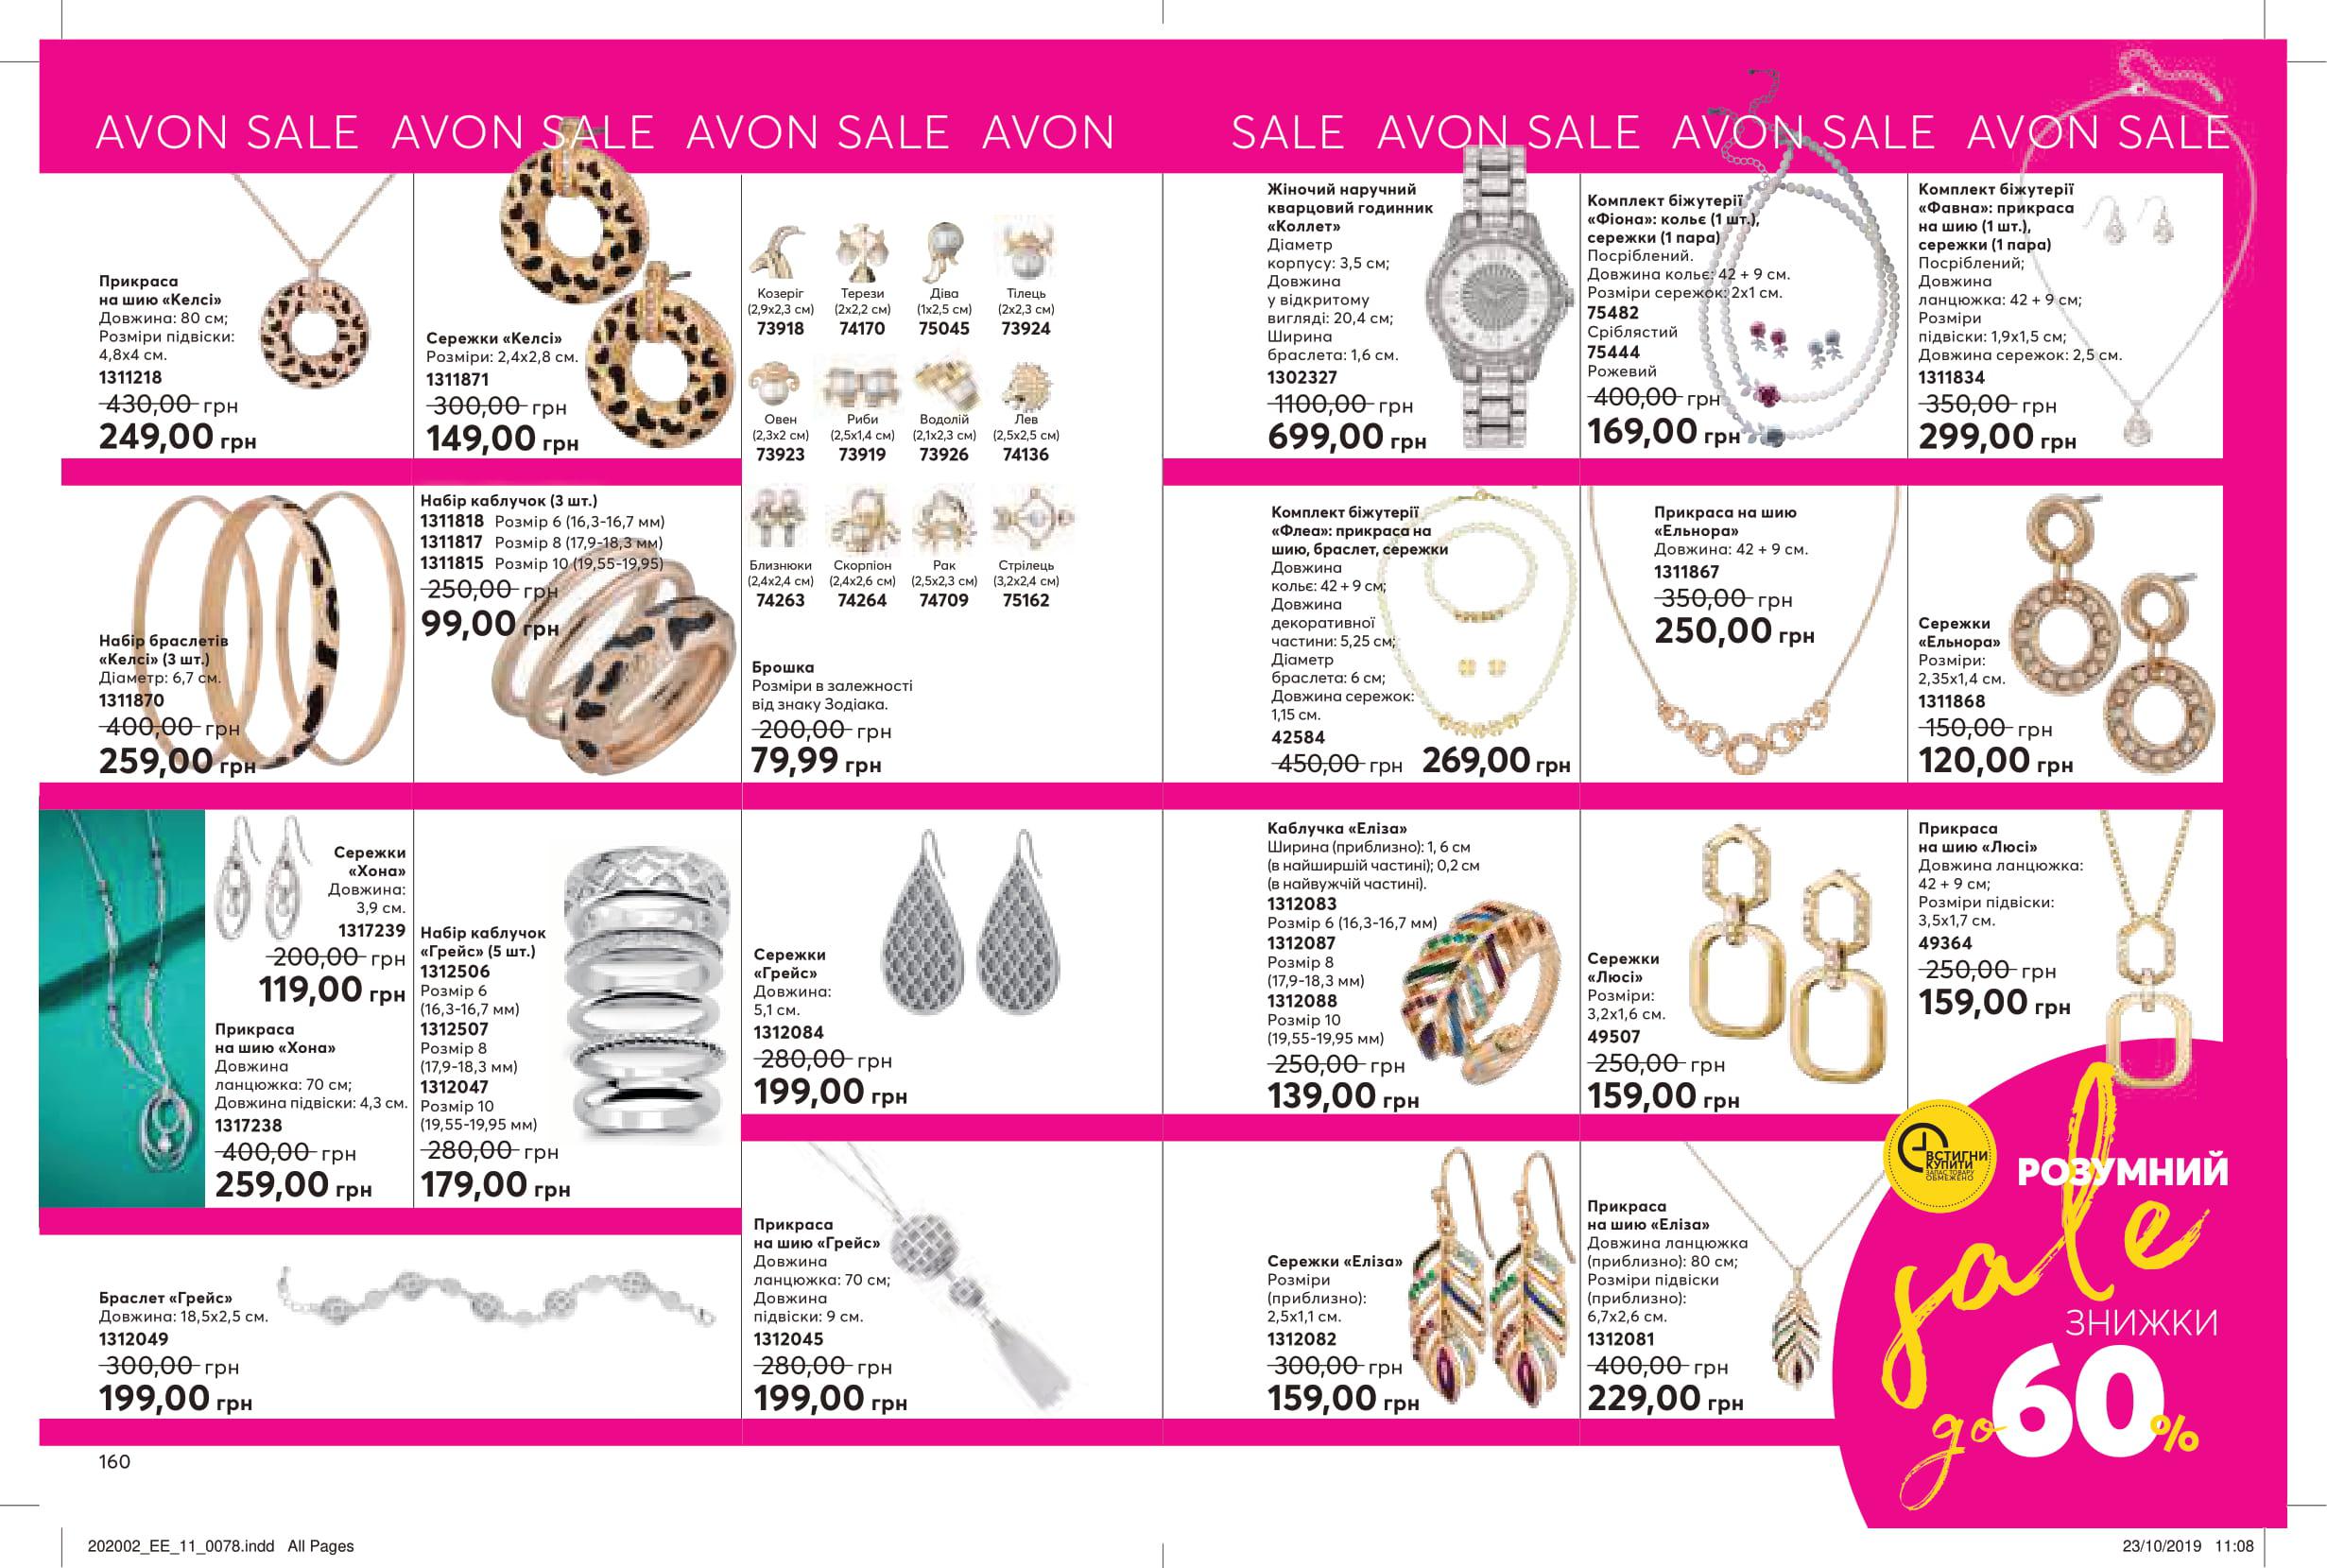 AVON SALE AVON SALE AVON SALE AVON
SALE AVON SALE AVON SALE AVON SALE
Прикраса
на шию «Келсі»
Довжина: 80 см;
Розміри підвіски:
4,8х4 см.
1311218
430,00 грн
249,00 грн
Сережки «Келсі»
Розміри: 2,4х2,8 см.
1311871
300,00 грн
149,00 грн
Козеріг
(2,9х2,3 см)
73918
Терези
(2х2,2 см)
74170
Діва
(1х2,5 см)
75045
Тілець
(2х2,3 см)
73924
Овен
(2,3х2 см)
73923
Риби
(2,5х1,4 см)
73919
Водолій
(2,1х2,3 см)
73926
Лев
(2,5х2,5 см)
74136
Близнюки
(2,4х2,4 см)
74263
Скорпіон
(2,4х2,6 см)
74264
Рак
(2,5х2,3 см)
74709
Стрілець
(3,2х2,4 см)
75162
Брошка
Розміри в залежності
від знаку Зодіака.
200,00 грн
79,99 грн
Набір браслетів
«Келсі» (3 шт.)
Діаметр: 6,7 см.
1311870
400,00 грн
259,00 грн
Набір каблучок (3 шт.)
1311818 Розмір 6 (16,3-16,7 мм)
1311817 Розмір 8 (17,9-18,3 мм)
1311815 Розмір 10 (19,55-19,95)
250,00 грн
99,00 грн
Сережки
«Хона»
Довжина:
3,9 см.
1317239
200,00 грн
119,00 грн
Прикраса
на шию «Хона»
Довжина
ланцюжка: 70 см;
Довжина підвіски: 4,3 см.
1317238
400,00 грн
259,00 грн
Набір каблучок
«Грейс» (5 шт.)
1312506
Розмір 6
(16,3-16,7 мм)
1312507
Розмір 8
(17,9-18,3 мм)
1312047
Розмір 10
(19,55-19,95 мм)
280,00 грн
179,00 грн
Сережки
«Грейс»
Довжина:
5,1 см.
1312084
280,00 грн
199,00 грн
Браслет «Грейс»
Довжина: 18,5х2,5 см.
1312049
300,00 грн
199,00 грн
Прикраса
на шию «Грейс»
Довжина
ланцюжка: 70 см;
Довжина
підвіски: 9 см.
1312045
280,00 грн
199,00 грн
Жіночий наручний
кварцовий годинник
«Коллет»
Діаметр
корпусу: 3,5 см;
Довжина
у відкритому
вигляді: 20,4 см;
Ширина
браслета: 1,6 см.
1302327
1100,00 грн
699,00 грн
Комплект біжутерії
«Фіона»: кольє (1 шт.),
сережки (1 пара)
Посріблений.
Довжина кольє: 42 + 9 см.
Розміри сережок: 2х1 см.
75482
Сріблястий
75444
Рожевий
400,00 грн
169,00 грн
Комплект біжутерії
«Фавна»: прикраса
на шию (1 шт.),
сережки (1 пара)
Посріблений;
Довжина
ланцюжка: 42 + 9 см;
Розміри
підвіски: 1,9х1,5 см;
Довжина сережок: 2,5 см.
1311834
350,00 грн
299,00 грн
Комплект біжутерії
«Флеа»: прикраса на
шию, браслет, сережки
Довжина
кольє: 42 + 9 см;
Довжина
декоративної
частини: 5,25 см;
Діаметр
браслета: 6 см;
Довжина сережок:
1,15 см.
42584
450,00 грн 269,00 грн
Прикраса на шию
«Ельнора»
Довжина: 42 + 9 см.
1311867
350,00 грн
250,00 грн
Сережки
«Ельнора»
Розміри:
2,35х1,4 см.
1311868
150,00 грн
120,00 грн
Каблучка «Еліза»
Ширина (приблизно): 1, 6 см
(в найширшій частині); 0,2 см
(в найвужчій частині).
1312083
Розмір 6 (16,3-16,7 мм)
1312087
Розмір 8
(17,9-18,3 мм)
1312088
Розмір 10
(19,55-19,95 мм)
250,00 грн
139,00 грн
Сережки
«Люсі»
Розміри:
3,2х1,6 см.
49507
250,00 грн
159,00 грн
Прикраса
на шию «Люсі»
Довжина ланцюжка:
42 + 9 см;
Розміри підвіски:
3,5х1,7 см.
49364
250,00 грн
159,00 грн
Сережки «Еліза»
Розміри
(приблизно):
2,5х1,1 см.
1312082
300,00 грн
159,00 грн
Прикраса
на шию «Еліза»
Довжина ланцюжка
(приблизно): 80 см;
Розміри підвіски
(приблизно):
6,7х2,6 см.
1312081
400,00 грн
229,00 грн
ВСТИГНИ
КУПИТИ
ЗАПАС ТОВАРУ
ОБМЕЖЕНО
РОЗУМНИЙ
sale
ЗНИЖКИ
до 60%
160
202002_EE_11_0078.indd All Pages
23/10/2019 11:08